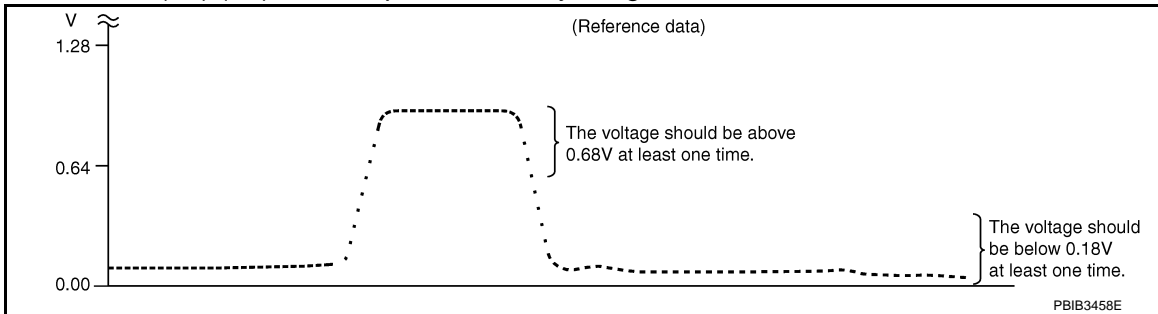 V
(Reference data)
1.28
The voltage should be above
0.68V at least one time.
0.64
The voltage should
be below 0.18V
at least one time.
0.00
PBIB3458E